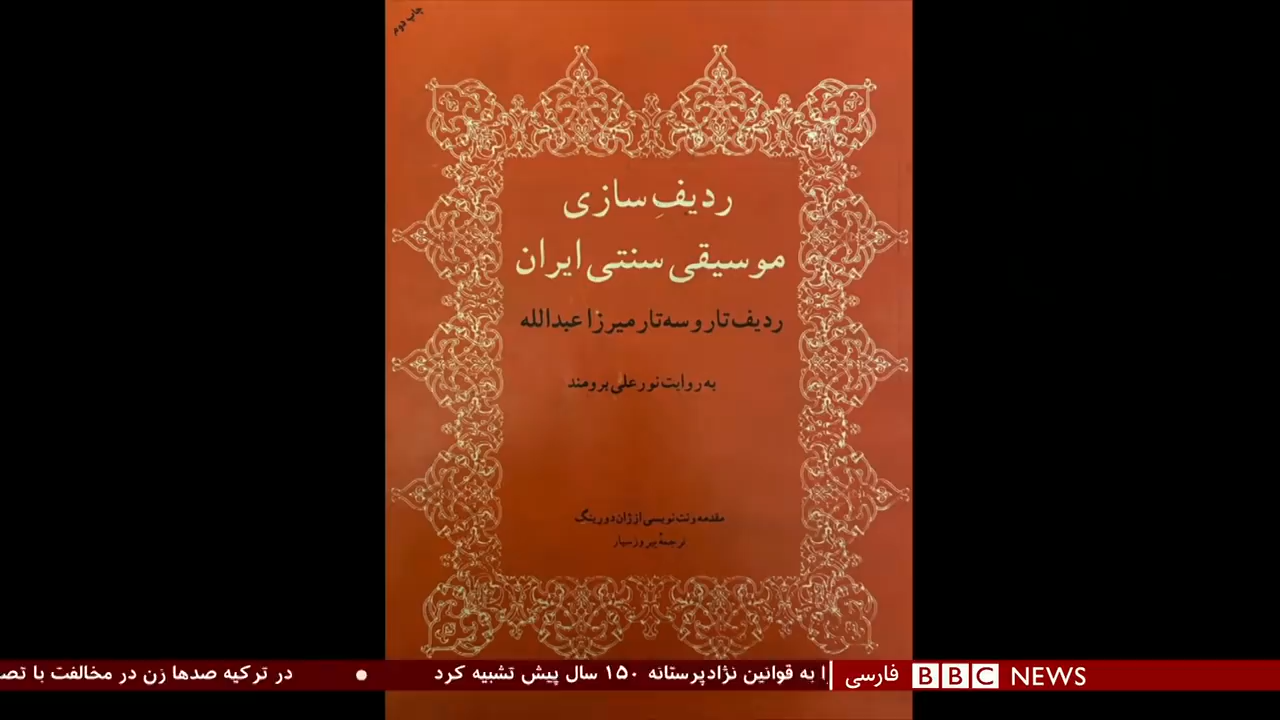 چاپ دوم
ردیفِ سازی
موسیقی سنتی ایران
ردیف تار و سه‌تار میرزا عبدالله
به روایت نورعلی برومند
مقدمه و نت‌نویسی از ژان دورینگ
ترجمهٔ پیروز سیار
BBC NEWS فارسی
را به قوانین نژادپرستانه ۱۵۰ سال پیش تشبیه کرد
در ترکیه صدها زن در مخالفت با